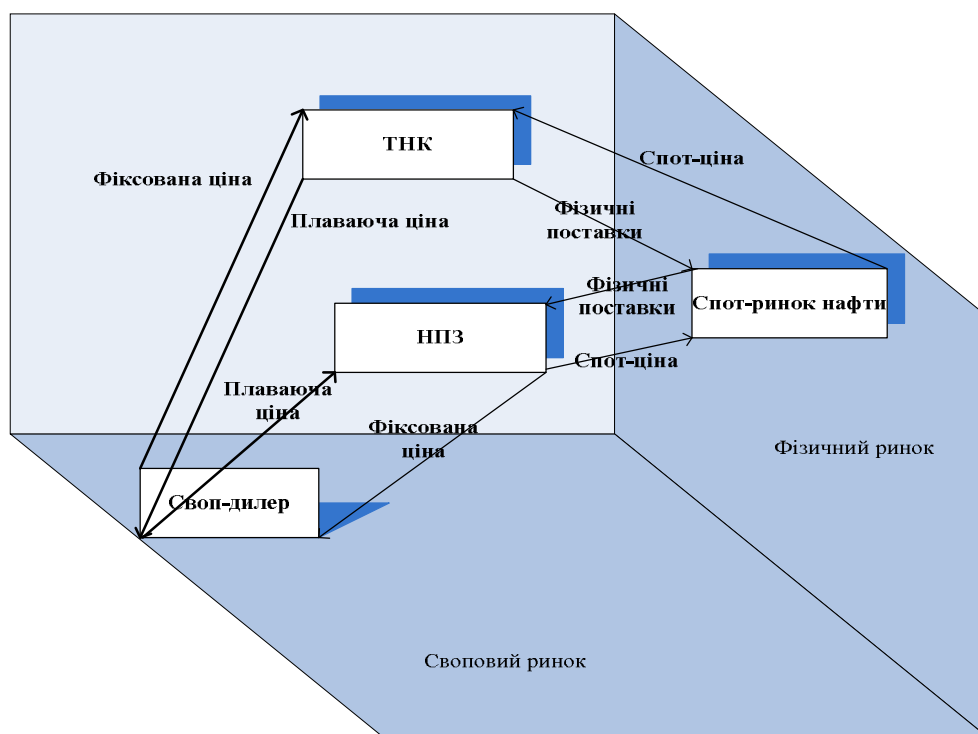 ТНК
Спот-ціна
Фіксована ціна
Плаваюча ціна
Фізичні
поставки
Фізичні
поставки
Спот-ринок нафти
НПЗ
Спот-ціна
Плаваюча
ціна
Фіксована
ціна
Фізичний ринок
Своп-дилер
Своповий ринок